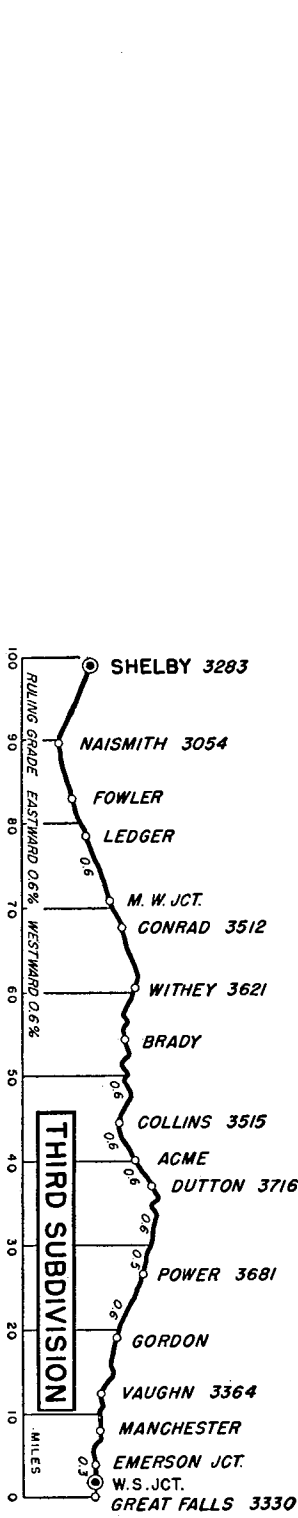 SHELBY 3283
NAISMITH 3054
FOWLER
LEDGER
0.6
M. W. JCT.
CONRAD 3512
WITHEY 3621
BRADY
0.6
COLLINS 3515
0.6
ACME
0.6
DUTTON 3716
0.6
0.5
POWER 3681
0.6
GORDON
VAUGHN 3364
MANCHESTER
EMERSON JCT.
0.3
W.S.JCT.
GREAT FALLS 3330
100
90
80
70
60
50
40
30
20
10
0
MILES
RULING GRADE EASTWARD 0.6% WESTWARD 0.6%
THIRD SUBDIVISION